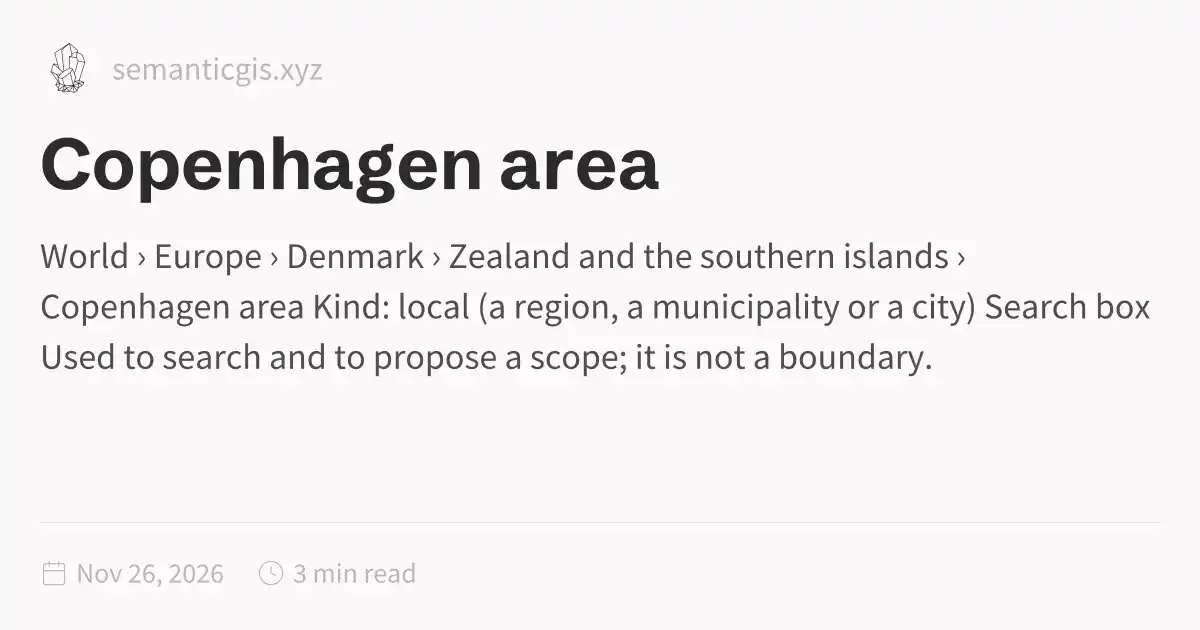 semanticgis.xyz
Copenhagen area
World › Europe › Denmark › Zealand and the southern islands ›
Copenhagen area Kind: local (a region, a municipality or a city) Search box
Used to search and to propose a scope; it is not a boundary.
Nov 26, 2026 3 min read